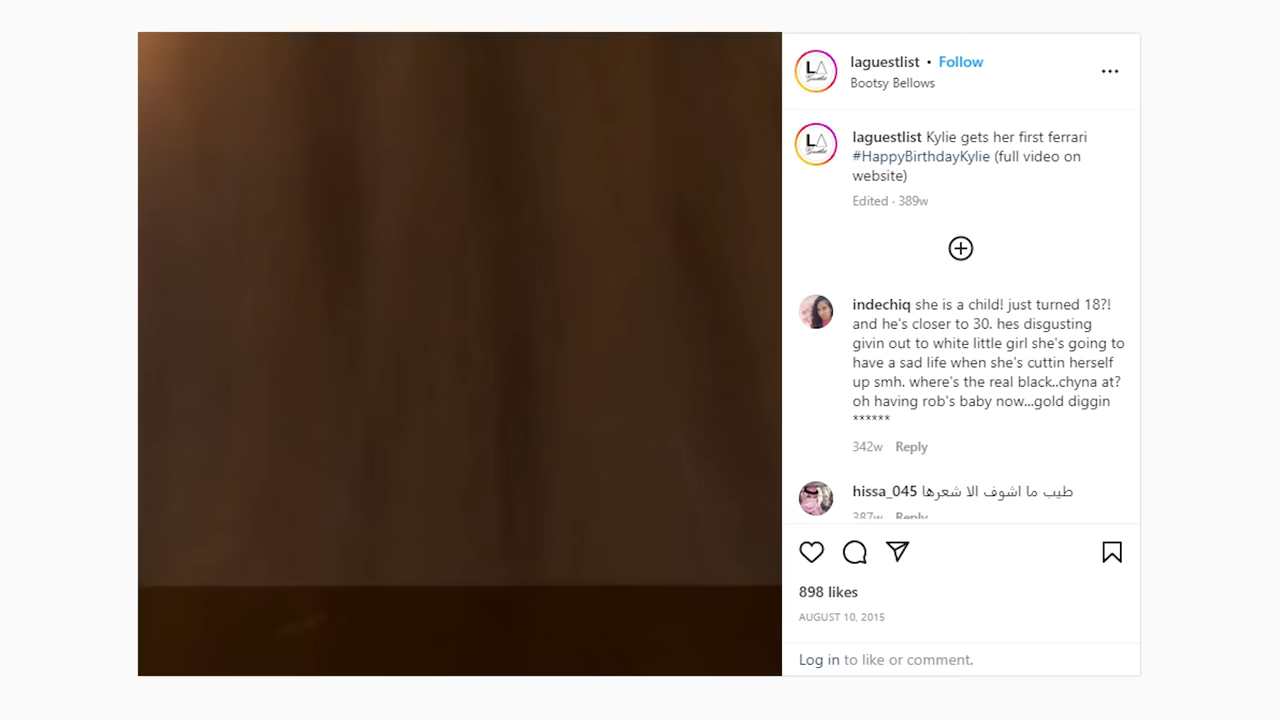 laguestlist • Follow
Bootsy Bellows
laguestlist Kylie gets her first ferrari
#HappyBirthdayKylie (full video on
website)
Edited · 389w
indechiq she is a child! just turned 18?!
and he's closer to 30. hes disgusting
givin out to white little girl she's going to
have a sad life when she's cuttin herself
up smh. where's the real black..chyna at?
oh having rob's baby now...gold diggin
******
342w Reply
hissa_045 طيب ما اشوف الا شعرها
387w Reply
898 likes
AUGUST 10, 2015
Log in to like or comment.